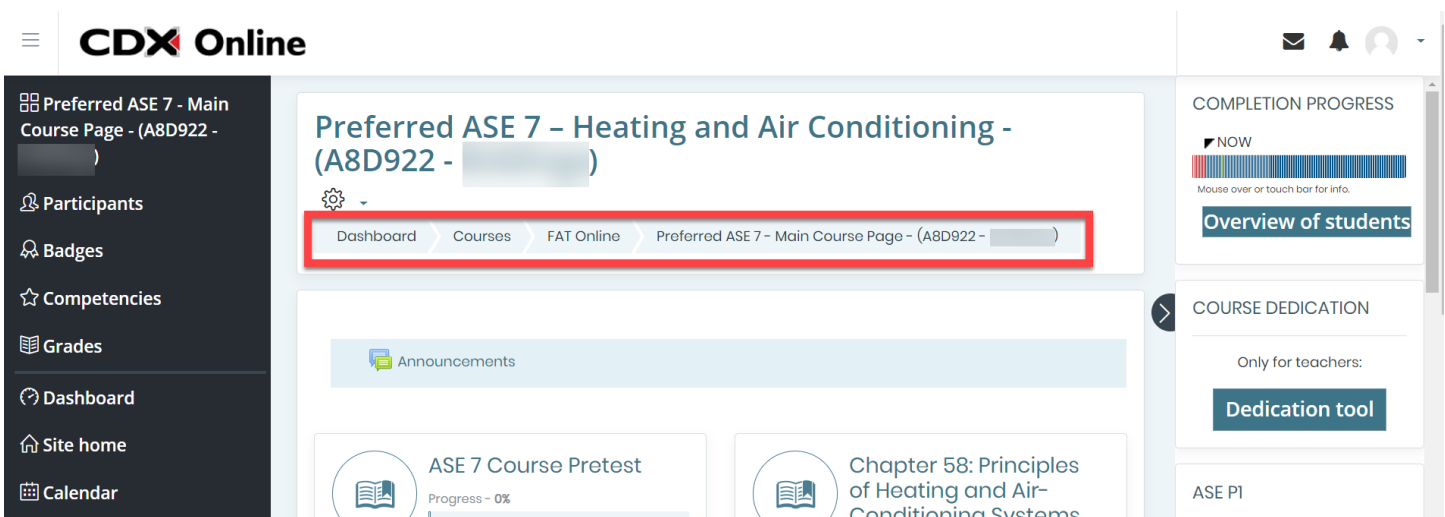 CDX Online
Preferred ASE 7 - Main
Course Page - (A8D922 -
)
Participants
Badges
Competencies
Grades
Dashboard
Site home
Calendar
Preferred ASE 7 – Heating and Air Conditioning -
(A8D922 - )
Dashboard Courses FAT Online Preferred ASE 7 - Main Course Page - (A8D922 - )
Announcements
ASE 7 Course Pretest
Progress - 0%
Chapter 58: Principles
of Heating and Air-
Conditioning Systems
COMPLETION PROGRESS
NOW
Mouse over or touch bar for info.
Overview of students
COURSE DEDICATION
Only for teachers:
Dedication tool
ASE P1